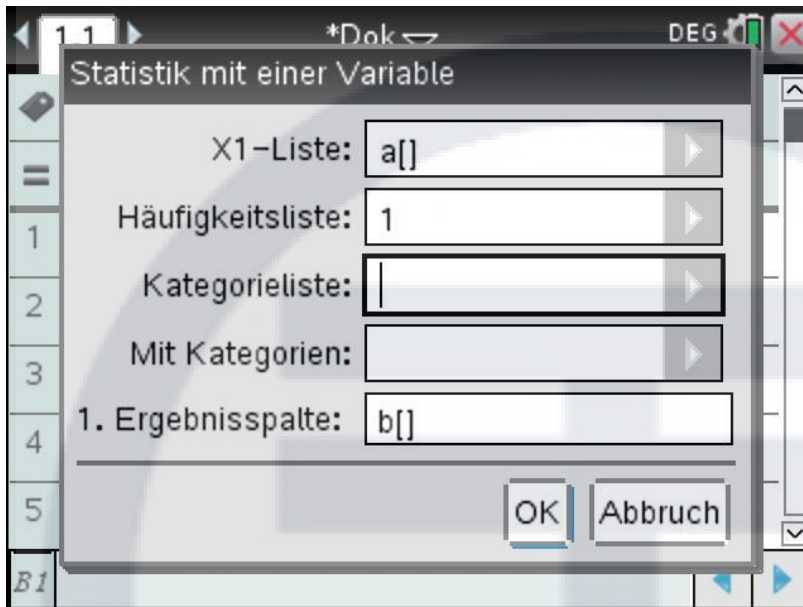 1.1 *Dok DEG
Statistik mit einer Variable
X1-Liste: a[]
=
Häufigkeitsliste: 1
1
Kategorieliste:
2
Mit Kategorien:
3
1. Ergebnisspalte: b[]
4
5 OK Abbruch
B1